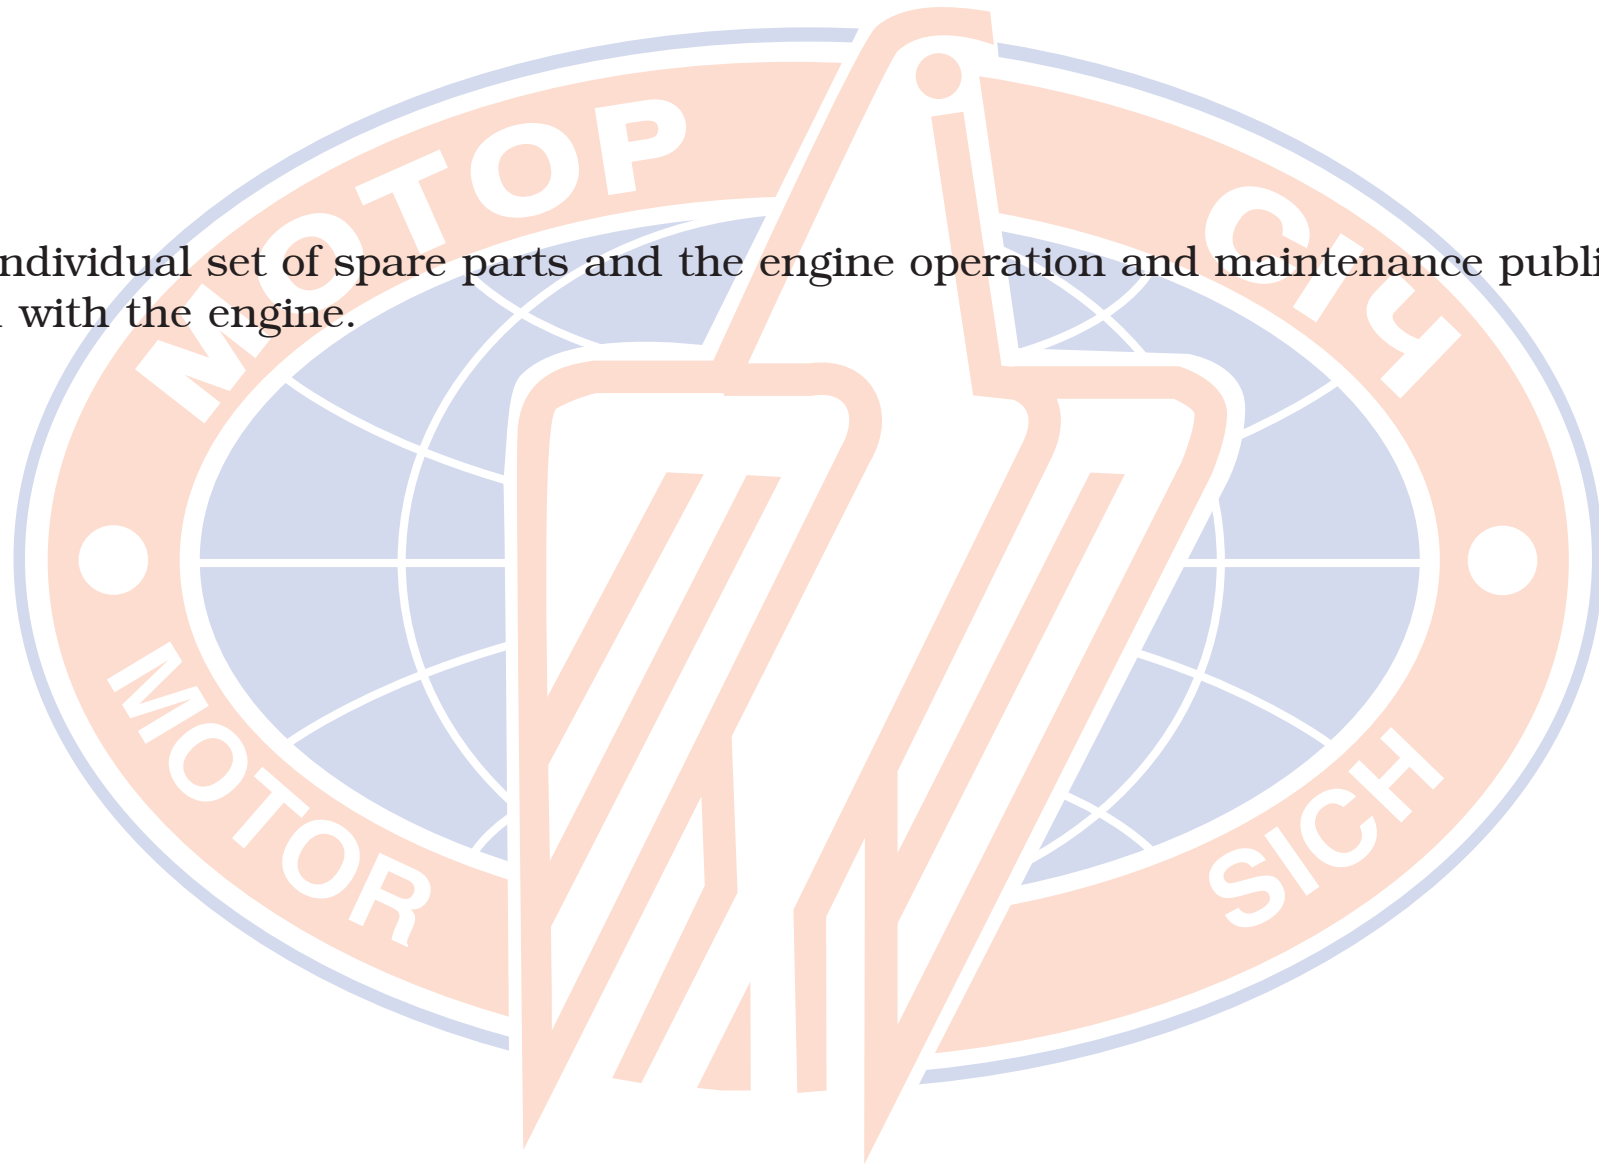 МОТОР
СІЧ
ndividual set of spare parts and the engine operation and maintenance publi
with the engine.
MOTOR
SICH